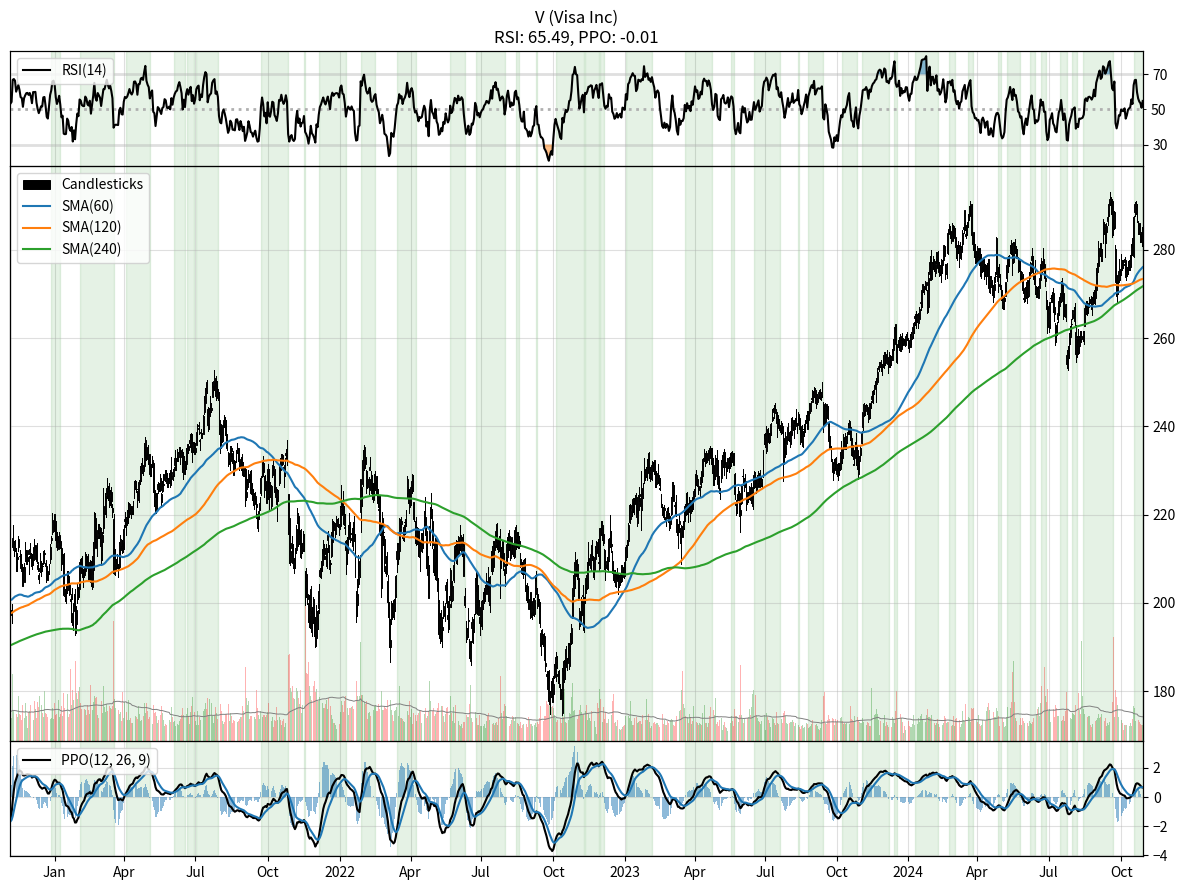 V (Visa Inc)
RSI: 65.49, PPO: -0.01
RSI(14)
70
50
30
Candlesticks
SMA(60)
SMA(120)
SMA(240)
280
260
240
220
200
180
PPO(12, 26, 9)
2
0
−2
−4
Jan Apr Jul Oct 2022 Apr Jul Oct 2023 Apr Jul Oct 2024 Apr Jul Oct